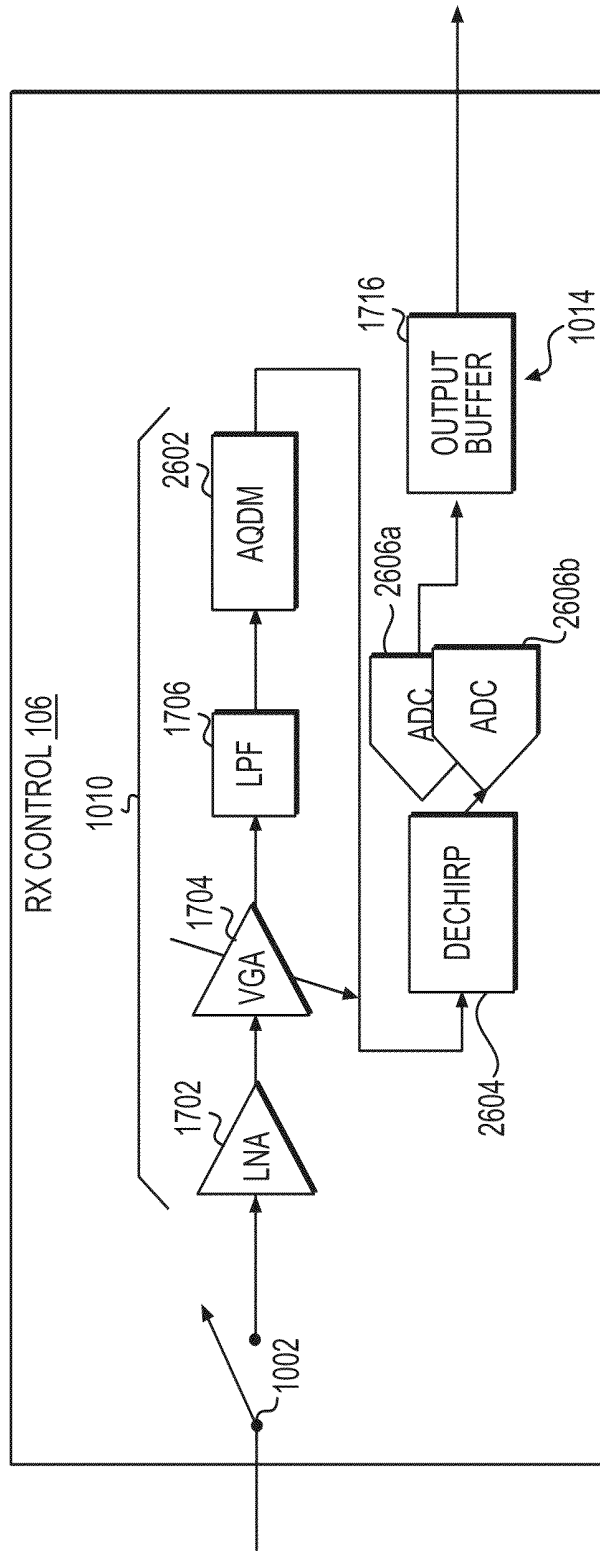 RX CONTROL 106
1010
1702
LNA
1704
VGA
1706
LPF
2602
AQDM
1002
2604
DECHIRP
2606a
ADC
2606b
ADC
1716
OUTPUT
BUFFER
1014